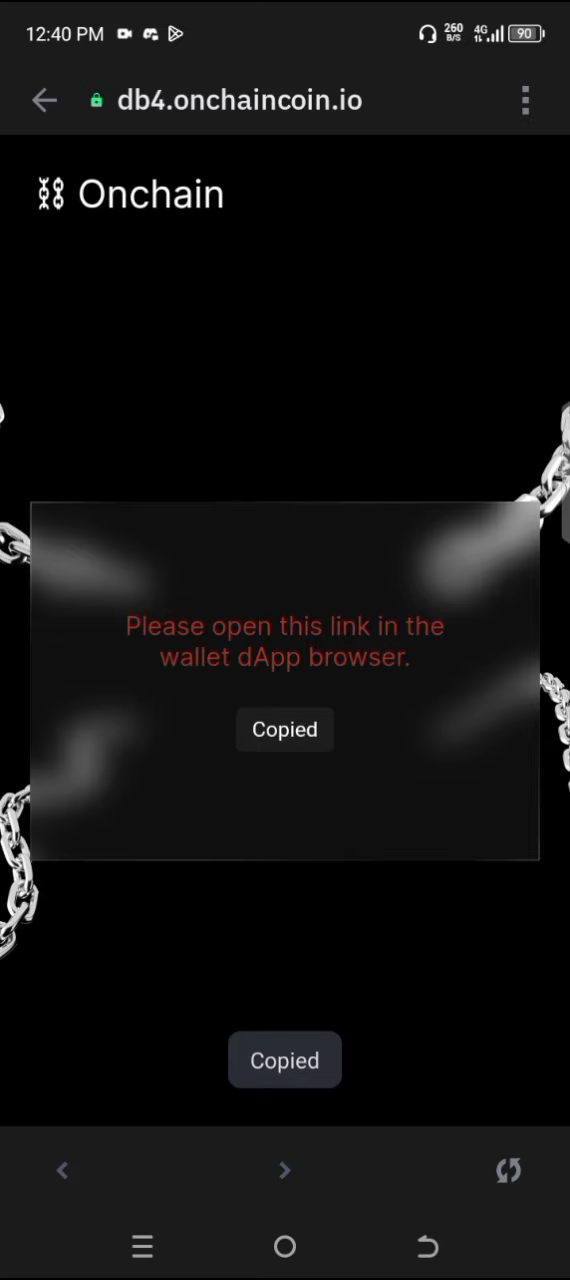 12:40 PM
260
B/S
4G
90
db4.onchaincoin.io
Onchain
Please open this link in the
wallet dApp browser.
Copied
Copied